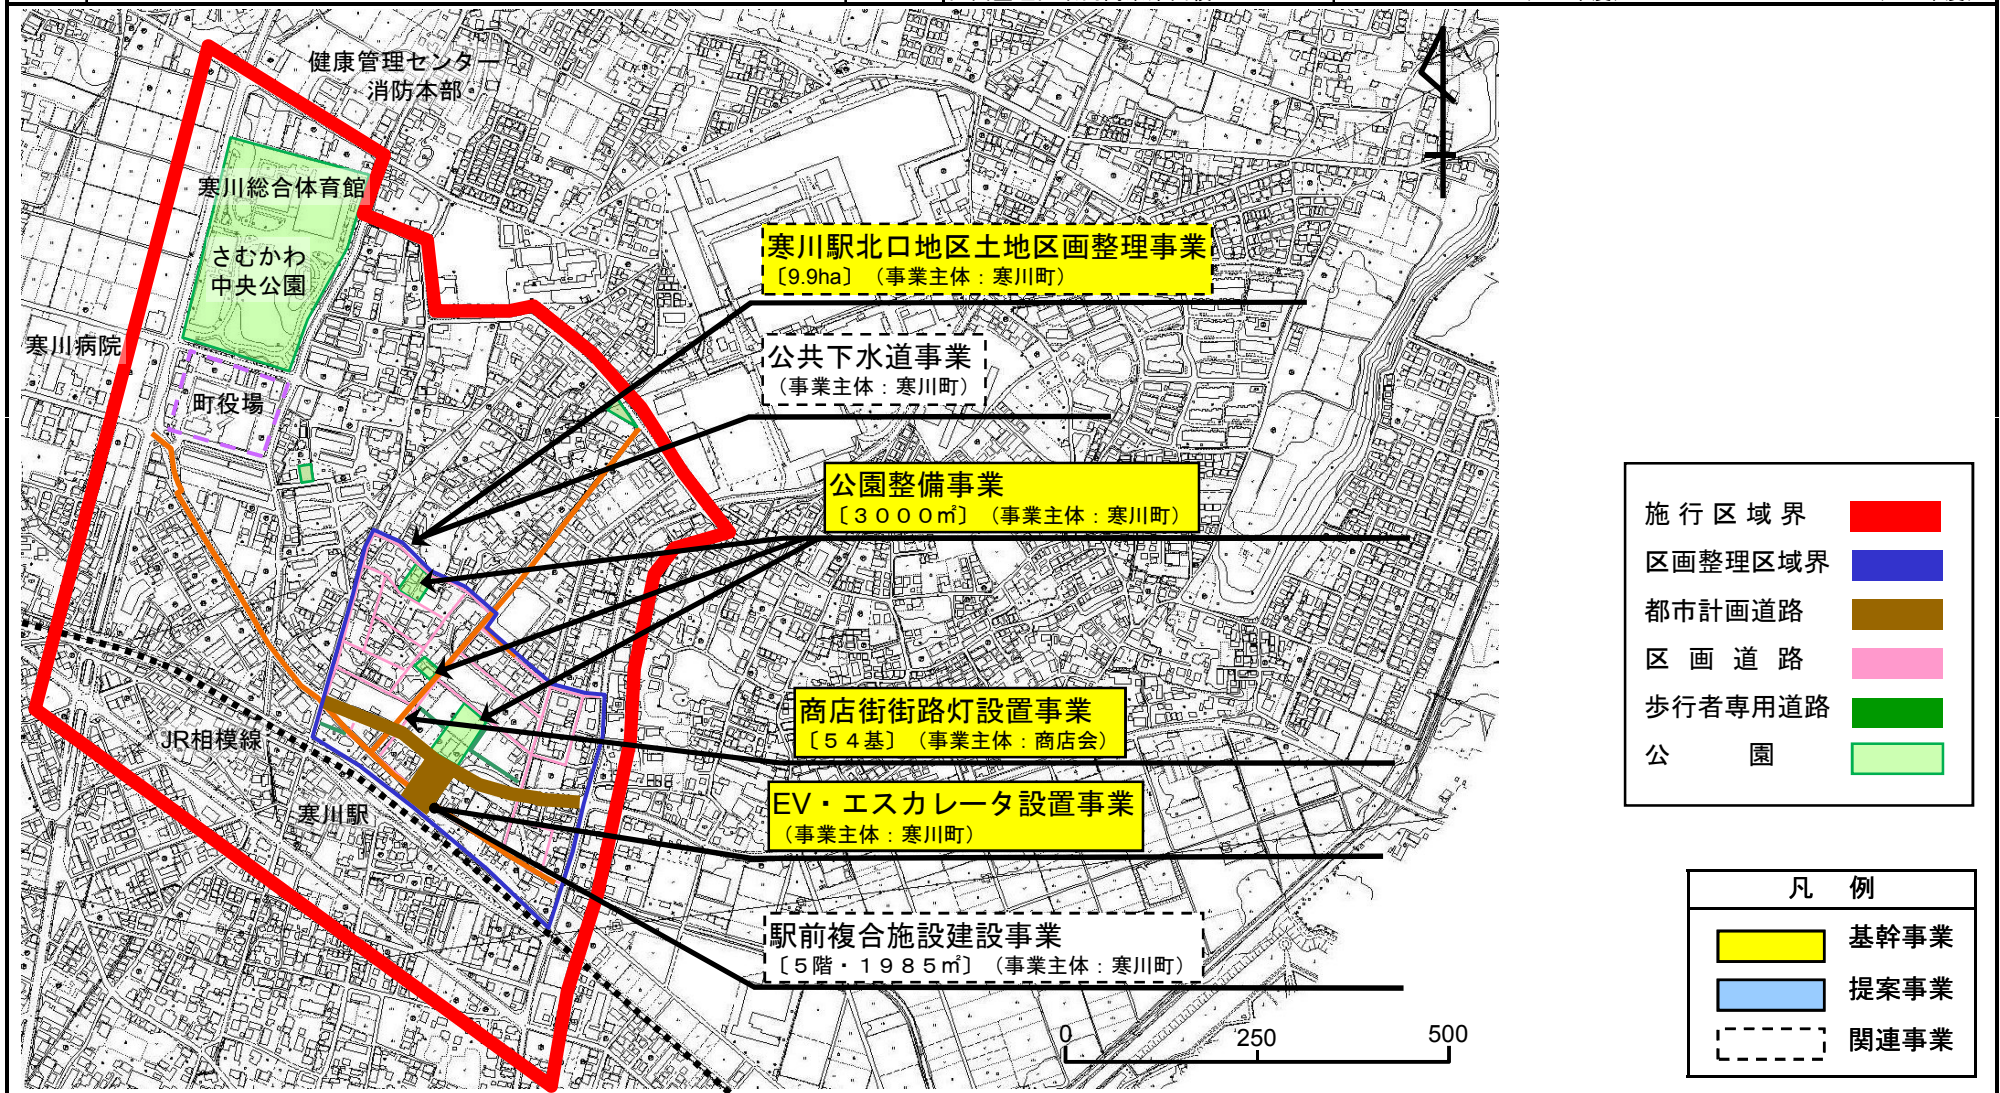 健康管理センター
消防本部
寒川総合体育館
さむかわ
中央公園
寒川病院
町役場
JR相模線
寒川駅
寒川駅北口地区土地区画整理事業
〔9.9ha〕（事業主体：寒川町）
公共下水道事業
（事業主体：寒川町）
公園整備事業
〔３０００㎡〕（事業主体：寒川町）
商店街街路灯設置事業
〔５４基〕（事業主体：商店会）
EV・エスカレータ設置事業
（事業主体：寒川町）
駅前複合施設建設事業
〔５階・１９８５㎡〕（事業主体：寒川町）
0 250 500
施 行 区 域 界
区画整理区域界
都市計画道路
区 画 道 路
歩行者専用道路
公 園
凡 例
基幹事業
提案事業
関連事業